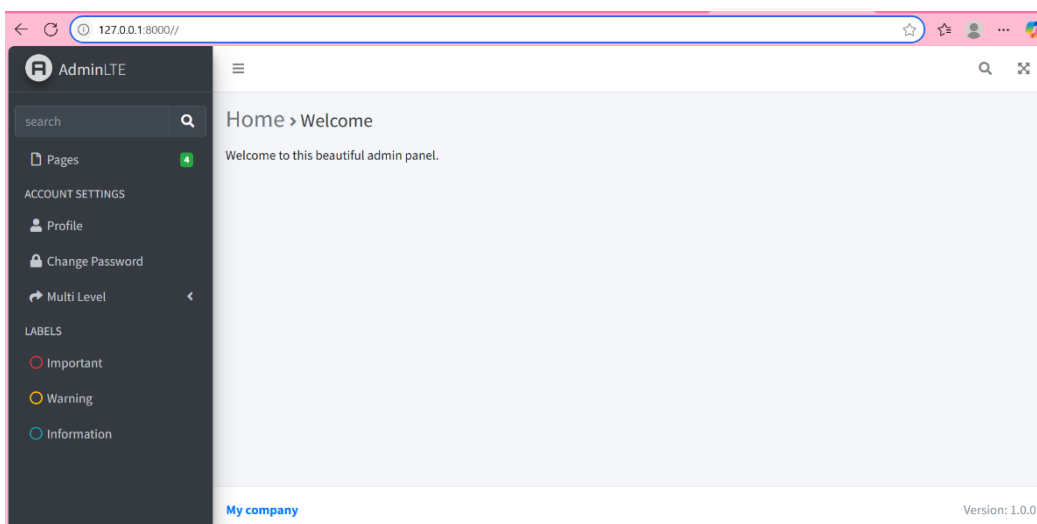 127.0.0.1:8000//
AdminLTE
search
Pages 4
ACCOUNT SETTINGS
Profile
Change Password
Multi Level
LABELS
Important
Warning
Information
Home › Welcome
Welcome to this beautiful admin panel.
My company
Version: 1.0.0